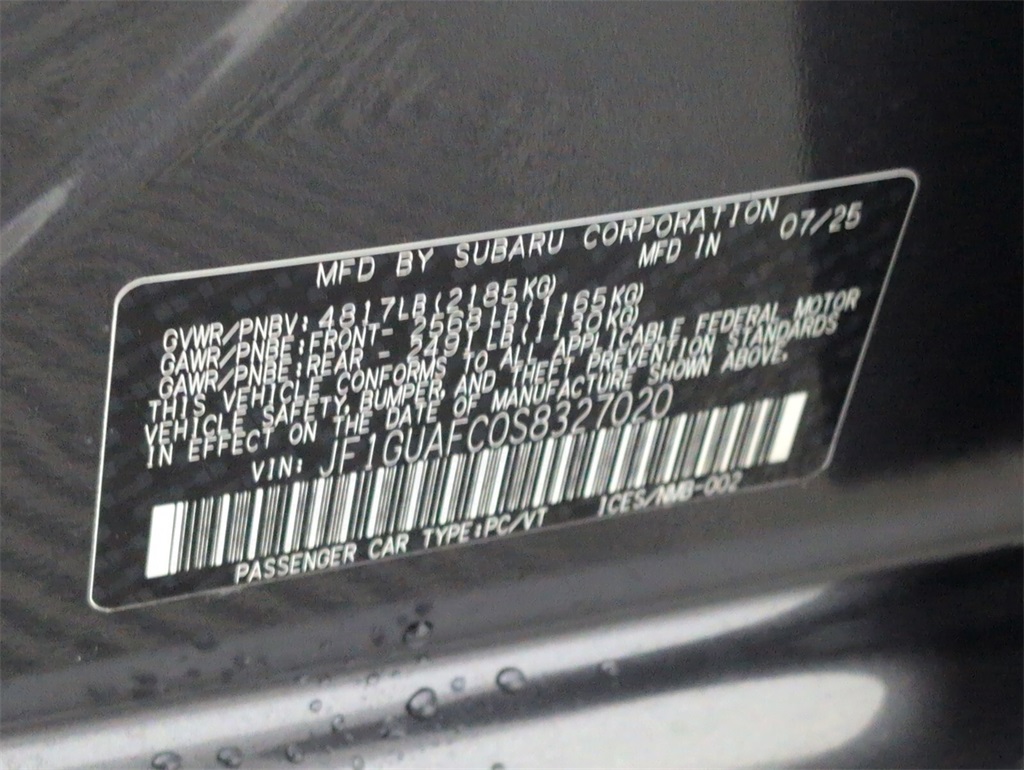 MFD BY SUBARU CORPORATION
MFD IN 07/25
GVWR/PNBV: 4817LB(2185KG)
GAWR/PNBE:FRONT- 2568LB(1165KG)
GAWR/PNBE:REAR - 2491LB(1130KG)
THIS VEHICLE CONFORMS TO ALL APPLICABLE FEDERAL MOTOR
VEHICLE SAFETY, BUMPER, AND THEFT PREVENTION STANDARDS
IN EFFECT ON THE DATE OF MANUFACTURE SHOWN ABOVE.
VIN: JF1GUAFC0S8327020
PASSENGER CAR TYPE:PC/VT ICES/NMB-002